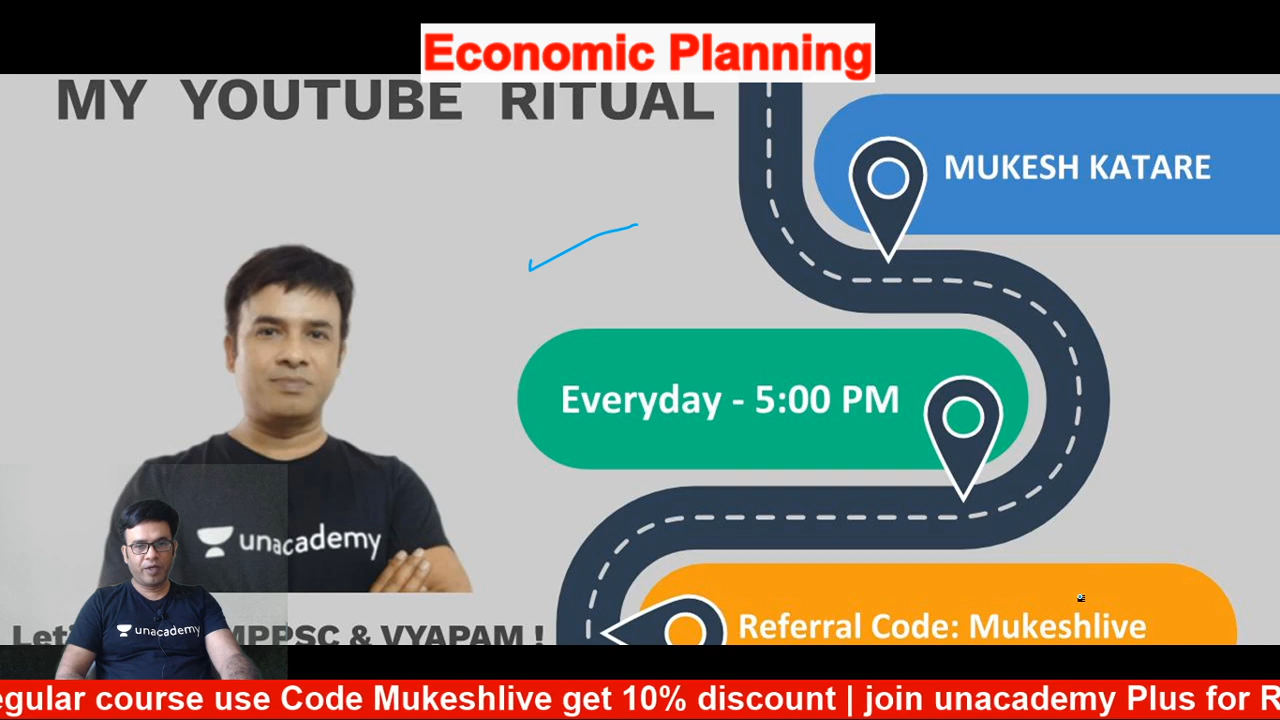 Economic Planning
MY YOUTUBE RITUAL
MUKESH KATARE
Everyday - 5:00 PM
unacademy
unacademy
MPPSC & VYAPAM !
Referral Code: Mukeshlive
egular course use Code Mukeshlive get 10% discount | join unacademy Plus for R